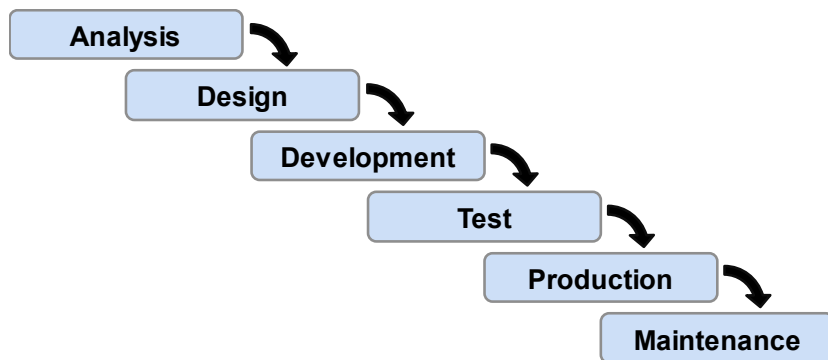 Analysis
Design
Development
Test
Production
Maintenance